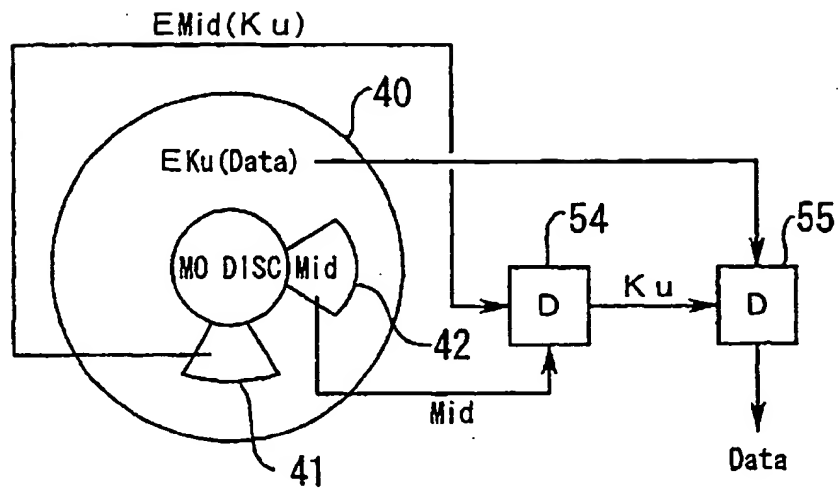 EMid(Ku)
40
EKu(Data)
54
55
MO DISC
Mid
D
Ku
D
42
Mid
41
Data